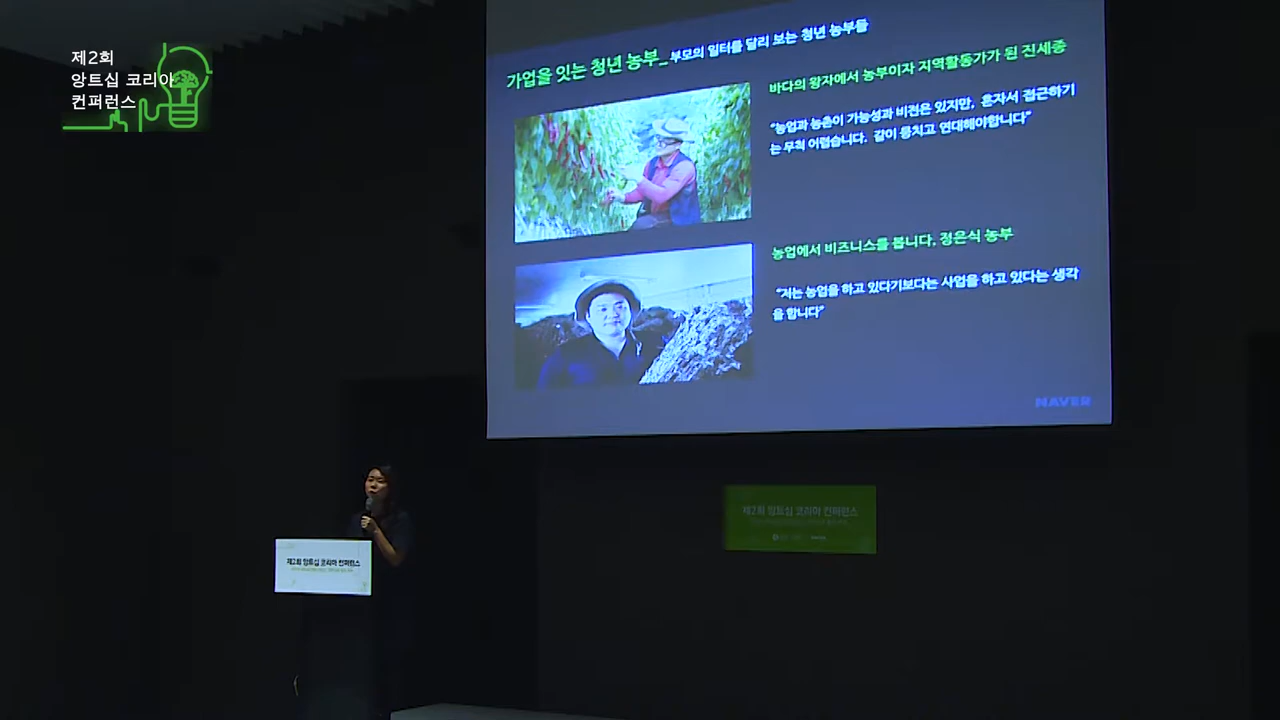 제2회
앙트십 코리아
컨퍼런스
가업을 잇는 청년 농부_ 부모의 일터를 달리 보는 청년 농부들
바다의 왕자에서 농부이자 지역활동가가 된 진세종
"농업과 농촌이 가능성과 비전은 있지만, 혼자서 접근하기
는 무척 어렵습니다. 같이 뭉치고 연대해야합니다"
농업에서 비즈니스를 봅니다, 정은식 농부
"저는 농업을 하고 있다기보다는 사업을 하고 있다는 생각
을 합니다"
NAVER
제2회 앙트십 코리아 컨퍼런스
제2회 앙트십 코리아 컨퍼런스